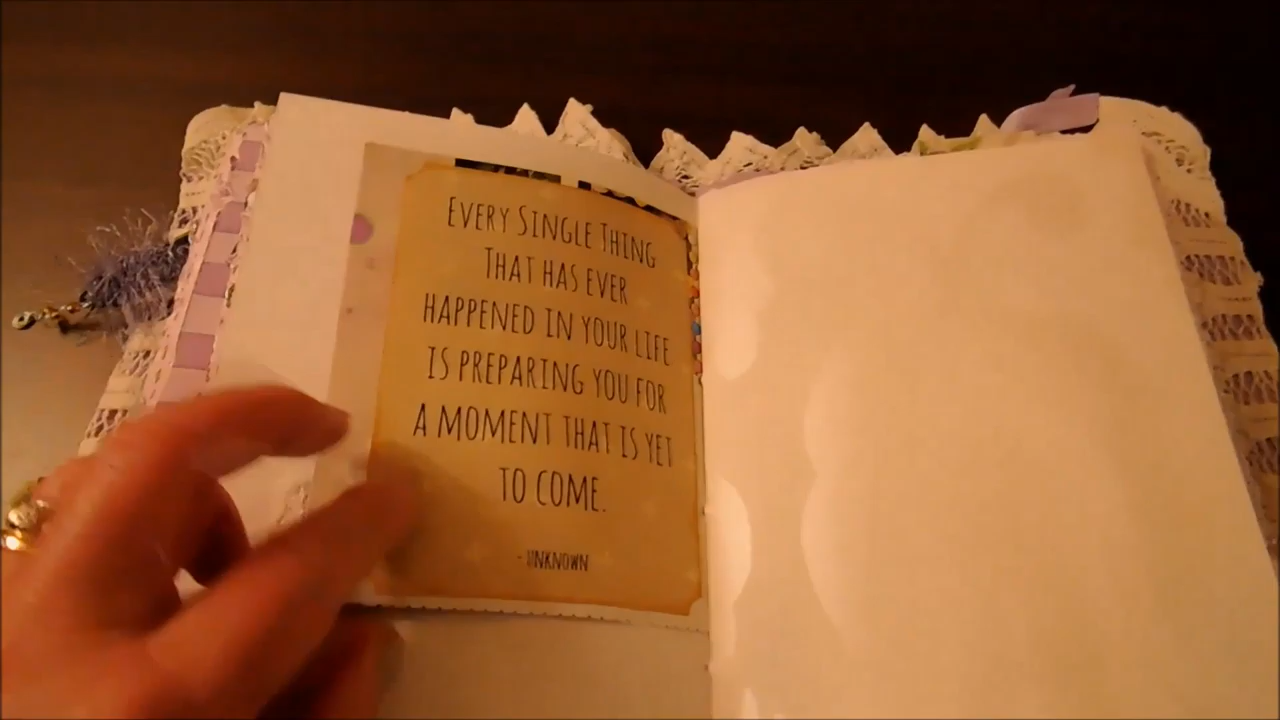 EVERY SINGLE THING
THAT HAS EVER
HAPPENED IN YOUR LIFE
IS PREPARING YOU FOR
A MOMENT THAT IS YET
TO COME.
- UNKNOWN